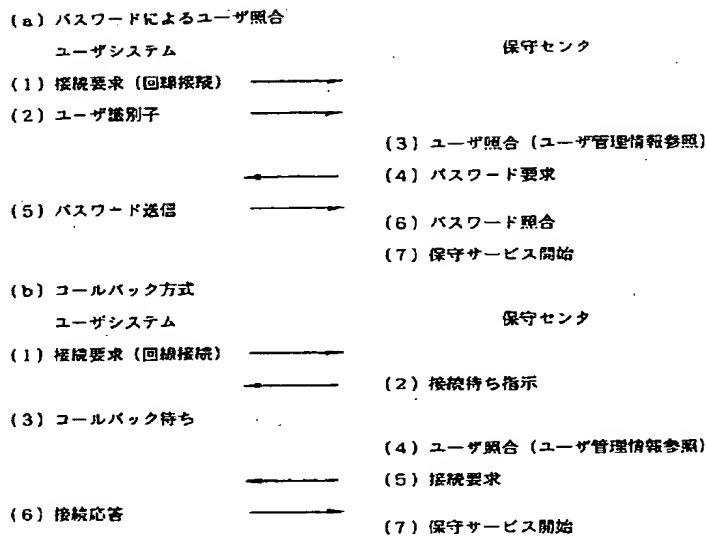 (a) パスワードによるユーザ照合
ユーザシステム 保守センタ
(1) 接続要求 (回線接続)
(2) ユーザ識別子
(3) ユーザ照合 (ユーザ管理情報参照)
(4) パスワード要求
(5) パスワード送信
(6) パスワード照合
(7) 保守サービス開始
(b) コールバック方式
ユーザシステム 保守センタ
(1) 接続要求 (回線接続)
(2) 接続待ち指示
(3) コールバック待ち
(4) ユーザ照合 (ユーザ管理情報参照)
(5) 接続要求
(6) 接続応答
(7) 保守サービス開始